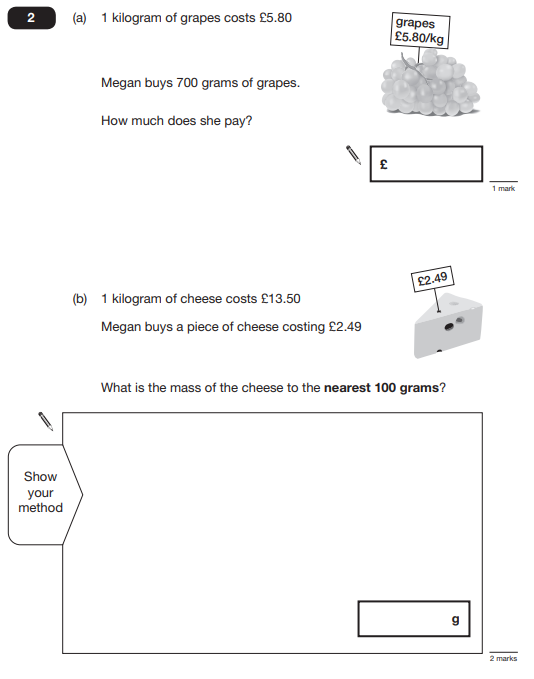 2 (a) 1 kilogram of grapes costs £5.80
grapes
£5.80/kg
Megan buys 700 grams of grapes.
How much does she pay?
£
1 mark
(b) 1 kilogram of cheese costs £13.50
£2.49
Megan buys a piece of cheese costing £2.49
What is the mass of the cheese to the nearest 100 grams?
Show
your
method
g
2 marks